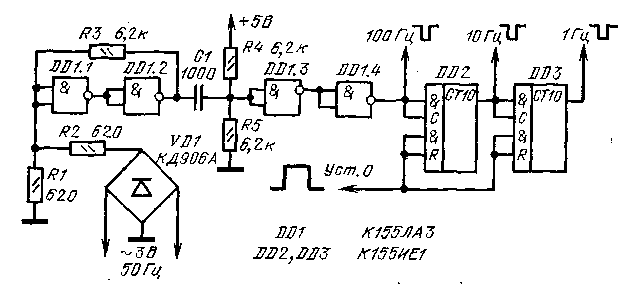 +5В
R3 6,2к
C1
1000
R4 6,2к
100Гц
10Гц
1Гц
DD1.1
DD1.2
DD1.3
DD1.4
DD2
DD3
&
&
&
&
&
C
&
R
CT10
&
C
&
R
CT10
R2 620
VD1
КД906А
R5
6,2к
R1
620
Уст.0
~3В
50Гц
DD1 К155ЛА3
DD2, DD3 К155ИЕ1